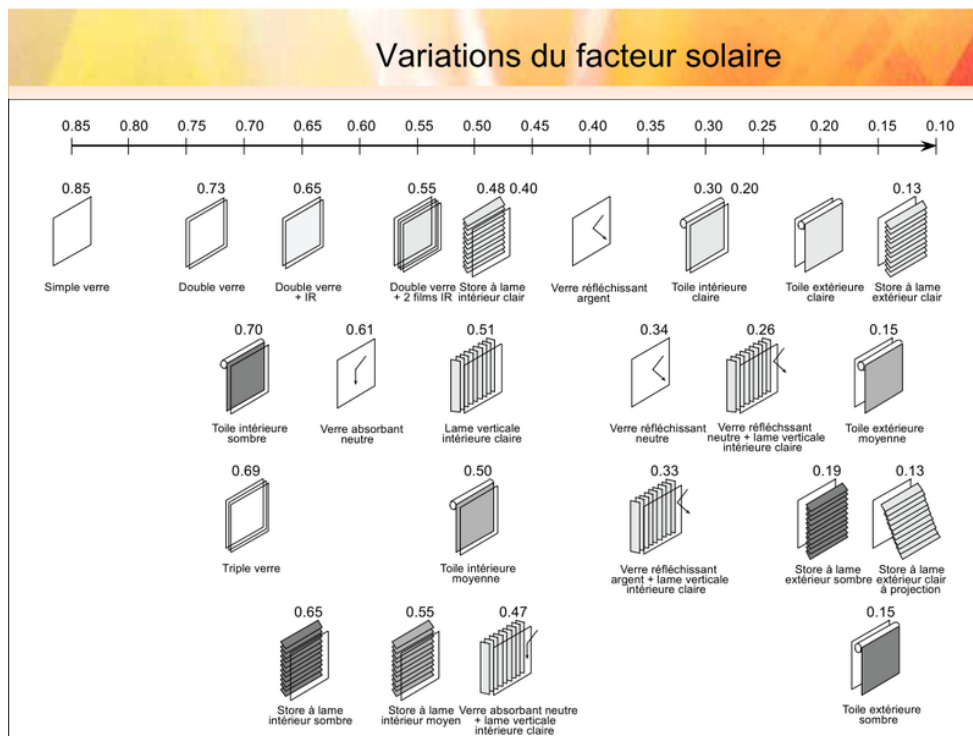 Variations du facteur solaire
0.85 0.80 0.75 0.70 0.65 0.60 0.55 0.50 0.45 0.40 0.35 0.30 0.25 0.20 0.15 0.10
0.85 0.73 0.65 0.55 0.48 0.40 0.30 0.20 0.13
Simple verre Double verre Double verre Double verre Store à lame Verre réfléchissant Toile intérieure Toile extérieure Store à lame
+ IR + 2 films IR intérieur clair argent claire claire extérieur clair
0.70 0.61 0.51 0.34 0.26 0.15
Toile intérieure Verre absorbant Lame verticale Verre réfléchissant Verre réfléchssant Toile extérieure
sombre neutre intérieure claire neutre neutre + lame verticale moyenne
intérieure claire
0.69 0.50 0.33 0.19 0.13
Triple verre Toile intérieure Verre réfléchissant Store à lame Store à lame
moyenne argent + lame verticale extérieur sombre extérieur clair
intérieure claire à projection
0.65 0.55 0.47 0.15
Store à lame Store à lame Verre absorbant neutre Toile extérieure
intérieur sombre intérieur moyen + lame verticale sombre
intérieure claire